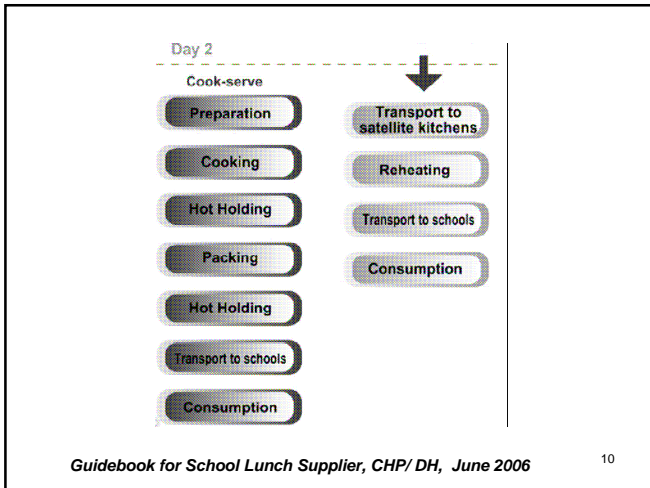 Day 2
Cook-serve
Preparation
Cooking
Hot Holding
Packing
Hot Holding
Transport to schools
Consumption
Transport to
satellite kitchens
Reheating
Transport to schools
Consumption
Guidebook for School Lunch Supplier, CHP/ DH, June 2006
10